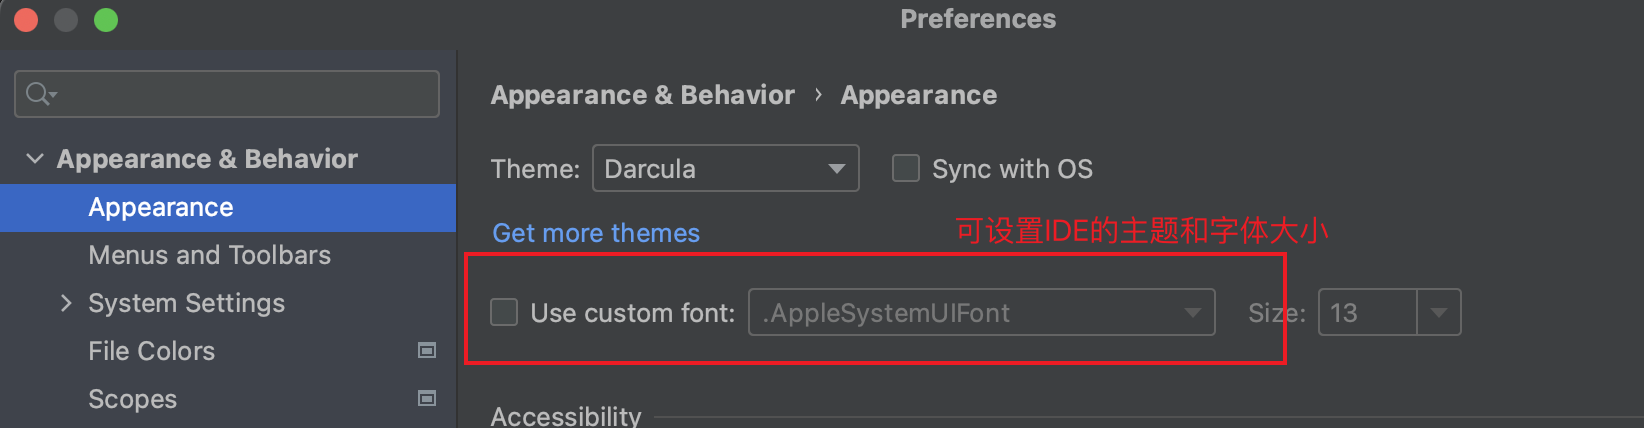 Preferences
Appearance & Behavior
Appearance
Menus and Toolbars
System Settings
File Colors
Scopes
Appearance & Behavior › Appearance
Theme: Darcula Sync with OS
Get more themes
可设置IDE的主题和字体大小
Use custom font: .AppleSystemUIFont Size: 13
Accessibility